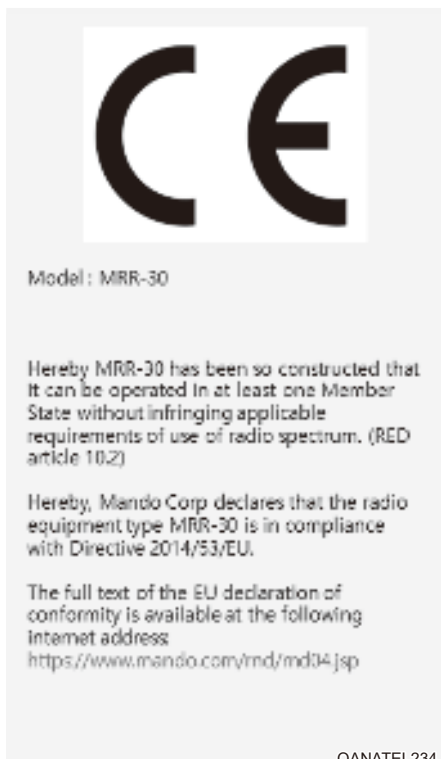 CE
Model : MRR-30
Hereby MRR-30 has been so constructed that
it can be operated in at least one Member
State without infringing applicable
requirements of use of radio spectrum. (RED
article 10.2)
Hereby, Mando Corp declares that the radio
equipment type MRR-30 is in compliance
with Directive 2014/53/EU.
The full text of the EU declaration of
conformity is available at the following
internet address:
https://www.mando.com/rnd/rnd04.jsp
OANATEL234